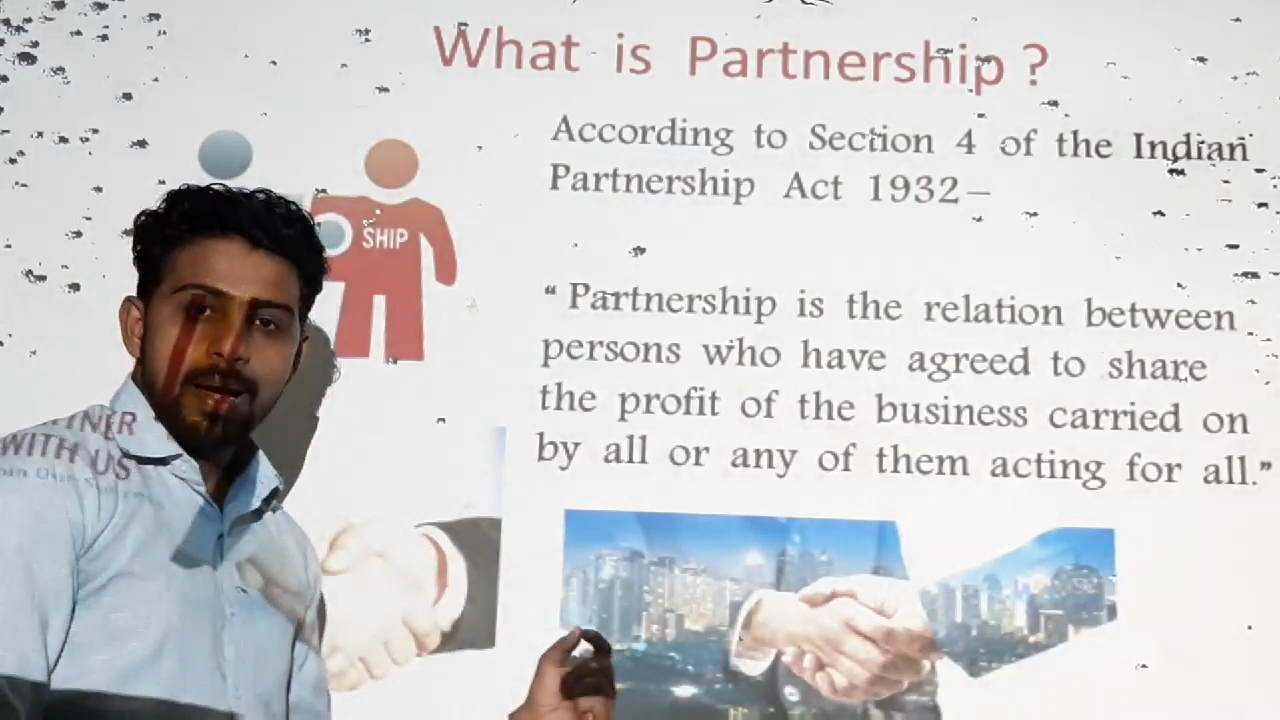 What is Partnership ?
According to Section 4 of the Indian
Partnership Act 1932–
SHIP
“ Partnership is the relation between
persons who have agreed to share
the profit of the business carried on
by all or any of them acting for all.”
WITH US